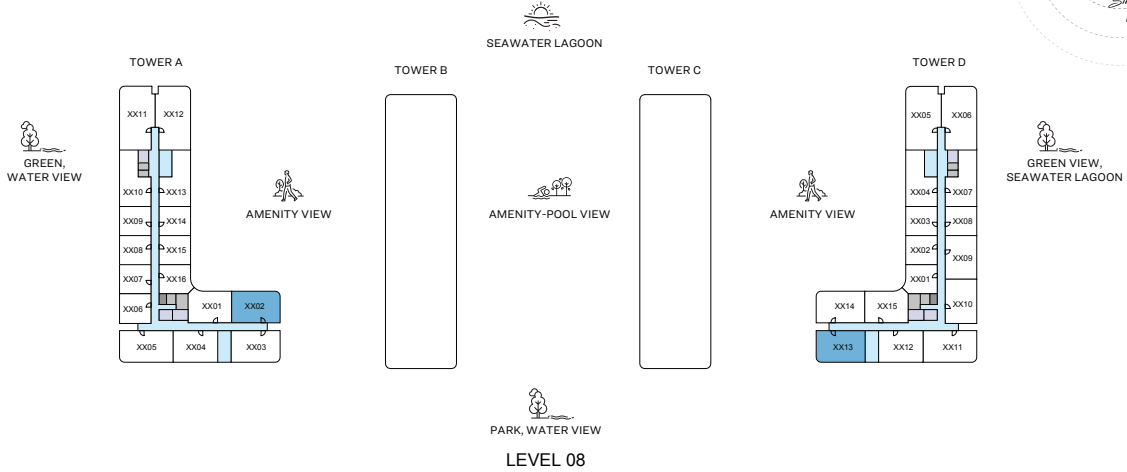 SEAWATER LAGOON
TOWER A
TOWER B
TOWER C
TOWER D
XX11
XX12
XX05
XX06
GREEN,
WATER VIEW
GREEN VIEW,
SEAWATER LAGOON
XX10
XX13
XX04
XX07
AMENITY VIEW
AMENITY-POOL VIEW
AMENITY VIEW
XX09
XX14
XX03
XX08
XX08
XX15
XX02
XX09
XX07
XX16
XX01
XX06
XX01
XX02
XX14
XX15
XX10
XX05
XX04
XX03
XX13
XX12
XX11
PARK, WATER VIEW
LEVEL 08